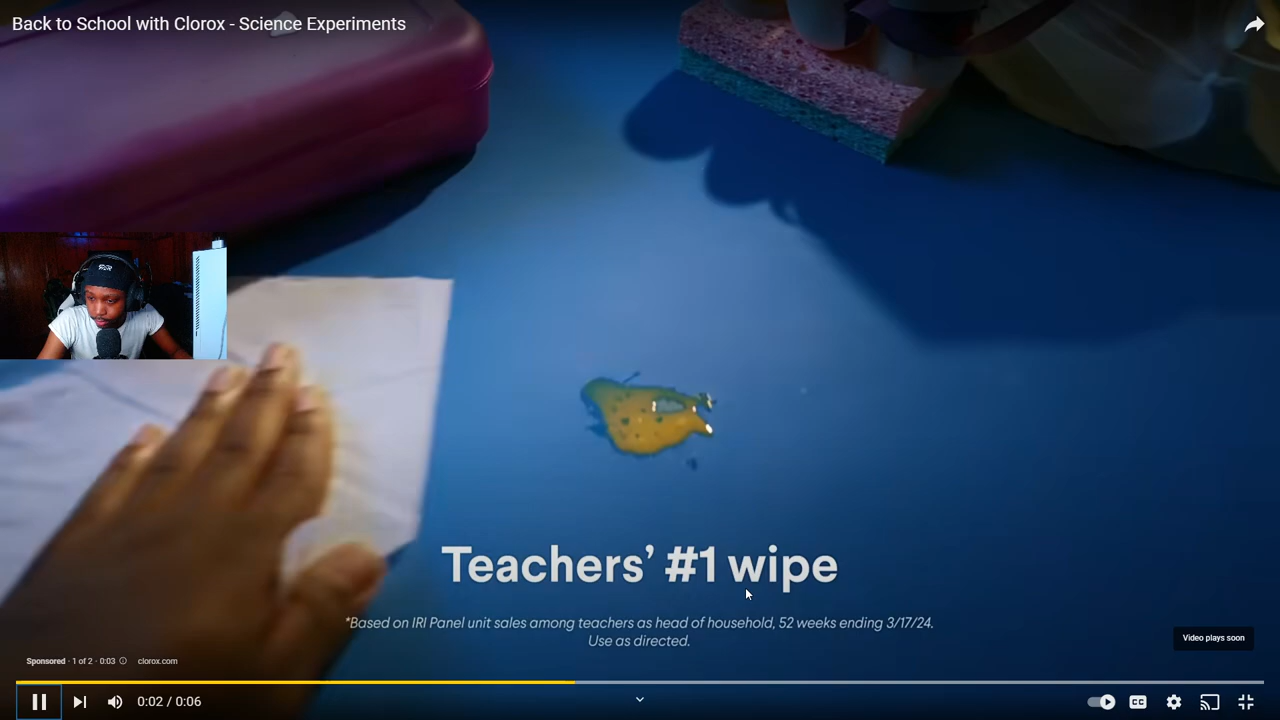 Back to School with Clorox - Science Experiments
Teachers’ #1 wipe
*Based on IRI Panel unit sales among teachers as head of household, 52 weeks ending 3/17/24.
Use as directed.
Video plays soon
Sponsored · 1 of 2 · 0:03 clorox.com
0:02 / 0:06
CC